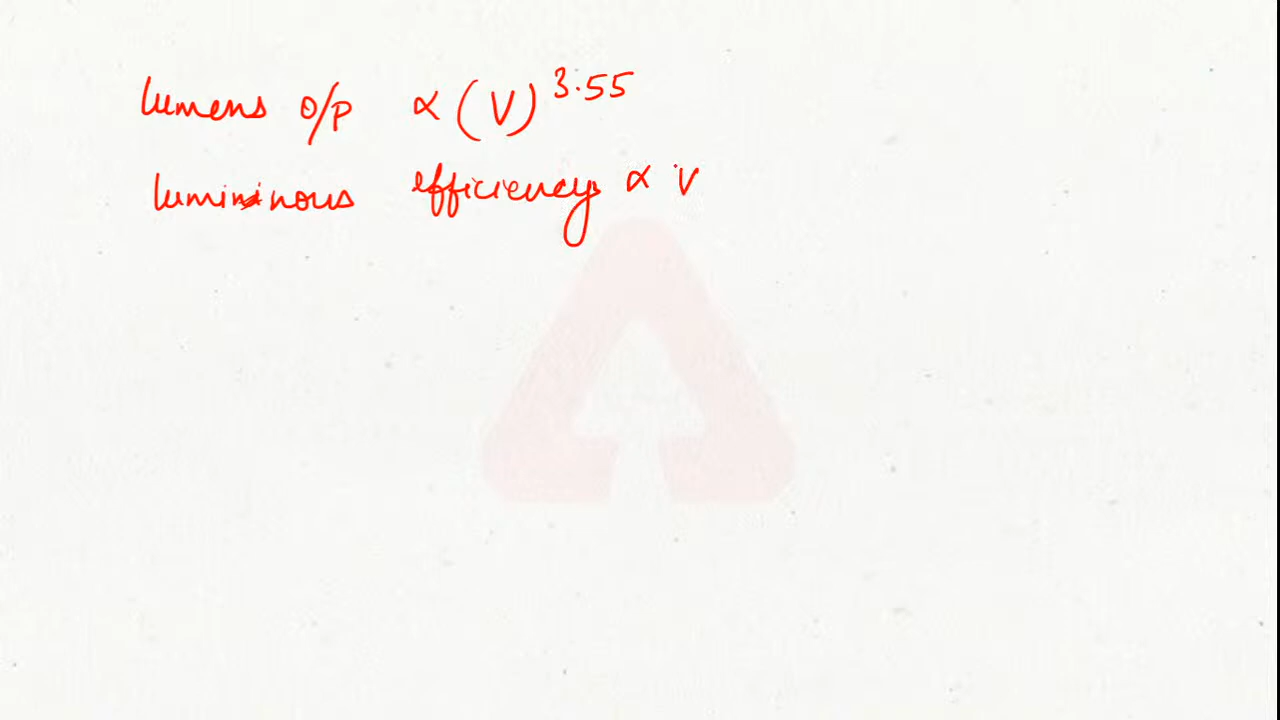 lumens o/p ∝ (V)^3.55
luminous efficiency ∝ V